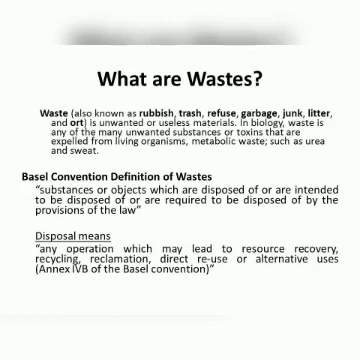 What are Wastes?
Waste (also known as rubbish, trash, refuse, garbage, junk, litter,
and ort) is unwanted or useless materials. In biology, waste is
any of the many unwanted substances or toxins that are
expelled from living organisms, metabolic waste; such as urea
and sweat.
Basel Convention Definition of Wastes
“substances or objects which are disposed of or are intended
to be disposed of or are required to be disposed of by the
provisions of the law”
Disposal means
“any operation which may lead to resource recovery,
recycling, reclamation, direct re-use or alternative uses
(Annex IVB of the Basel convention)”